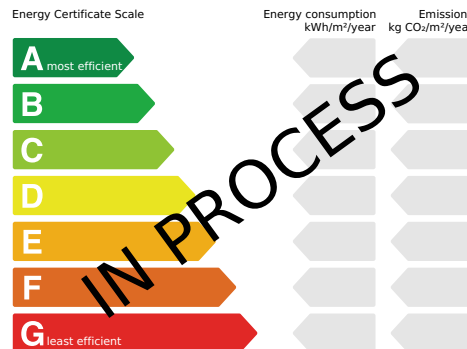 Energy Certificate Scale
Energy consumption
kWh/m²/year
Emission
kg CO₂/m²/year
A most efficient
B
C
D
E
F
G least efficient
IN PROCESS